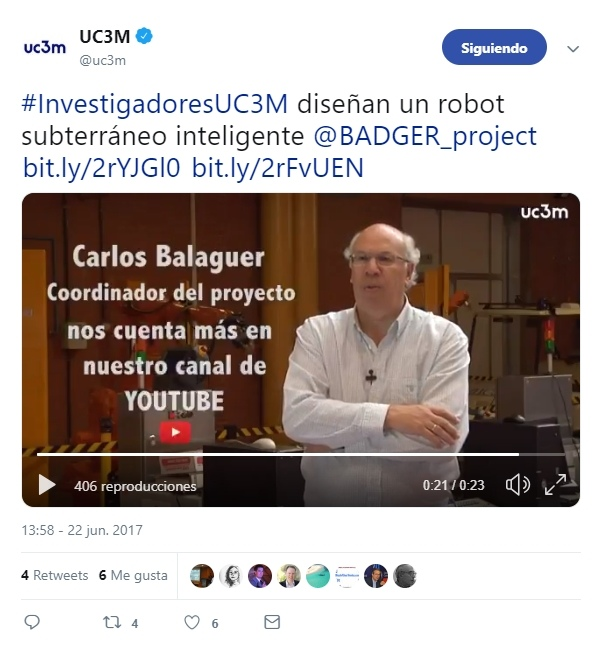 uc3m
UC3M
@uc3m
Siguiendo
#InvestigadoresUC3M diseñan un robot
subterráneo inteligente @BADGER_project
bit.ly/2rYJGl0 bit.ly/2rFvUEN
uc3m
Carlos Balaguer
Coordinador del proyecto
nos cuenta más en
nuestro canal de
YOUTUBE
406 reproducciones
0:21 / 0:23
13:58 - 22 jun. 2017
4 Retweets 6 Me gusta
4 6